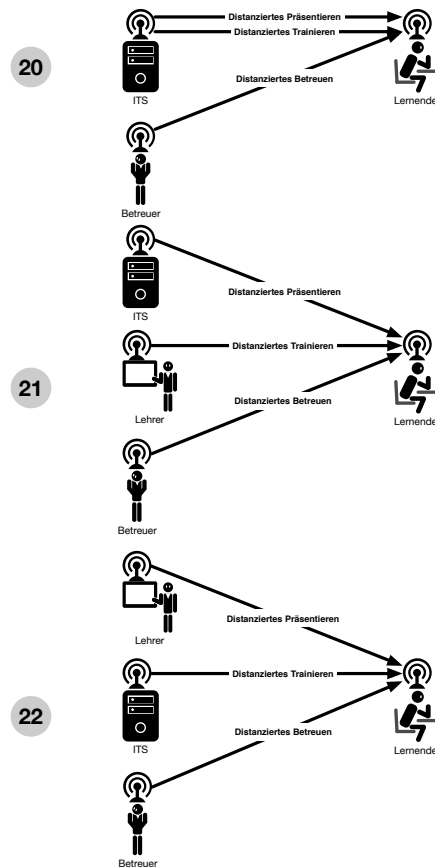 Distanziertes Präsentieren
Distanziertes Trainieren
20
Distanziertes Betreuen
ITS
Lernende
Betreuer
Distanziertes Präsentieren
ITS
Distanziertes Trainieren
21
Distanziertes Betreuen
Lehrer
Lernende
Betreuer
Distanziertes Präsentieren
Lehrer
Distanziertes Trainieren
22
Distanziertes Betreuen
ITS
Lernende
Betreuer